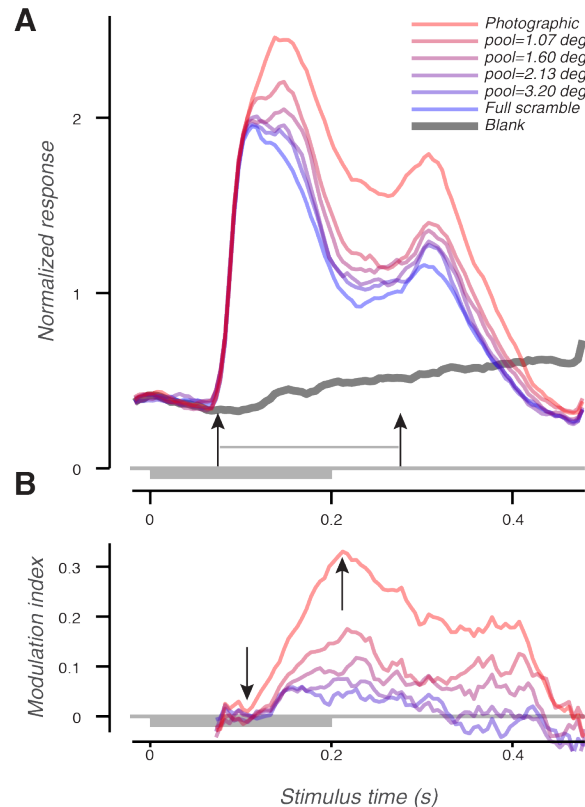 A
Photographic
pool=1.07 deg
pool=1.60 deg
pool=2.13 deg
pool=3.20 deg
Full scramble
Blank
Normalized response
2
1
0
0
0.2
0.4
B
Modulation index
0.3
0.2
0.1
0
0
0.2
0.4
Stimulus time (s)